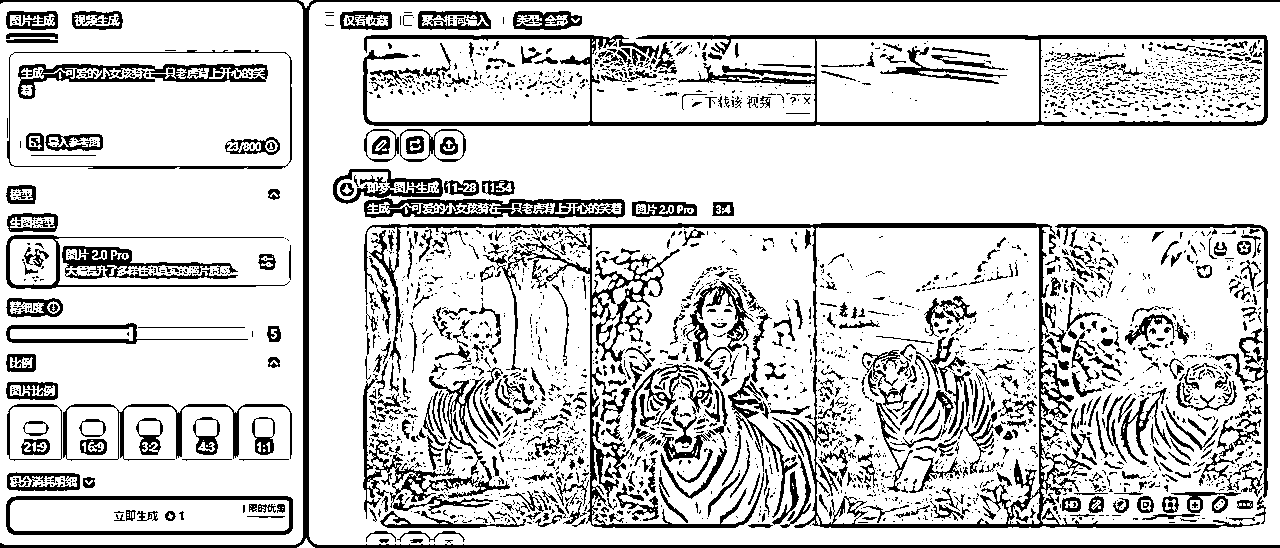 图片生成 视频生成
生成一个可爱的小女孩骑在一只老虎背上开心的笑
着
导入参考图
23/800
模型
生图模型
图片 2.0 Pro
大幅提升了多样性和真实的照片质感
精细度
5
比例
图片比例
21:9 16:9 3:2 4:3 1:1
积分消耗明细
立即生成 1
限时优惠
仅看收藏 聚合相同输入 类型: 全部
下载该 视频 ? ×
即梦-图片生成 11-28 11:54
生成一个可爱的小女孩骑在一只老虎背上开心的笑着 图片 2.0 Pro 3:4
HD